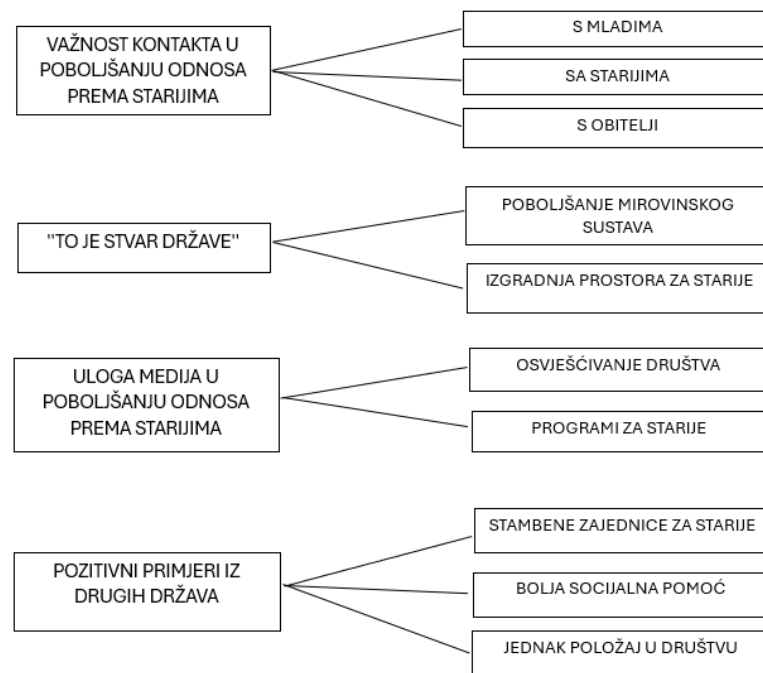 VAŽNOST KONTAKTA U
POBOLJŠANJU ODNOSA
PREMA STARIJIMA
S MLADIMA
SA STARIJIMA
S OBITELJI
"TO JE STVAR DRŽAVE"
POBOLJŠANJE MIROVINSKOG
SUSTAVA
IZGRADNJA PROSTORA ZA STARIJE
ULOGA MEDIJA U
POBOLJŠANJU ODNOSA
PREMA STARIJIMA
OSVJEŠĆIVANJE DRUŠTVA
PROGRAMI ZA STARIJE
POZITIVNI PRIMJERI IZ
DRUGIH DRŽAVA
STAMBENE ZAJEDNICE ZA STARIJE
BOLJA SOCIJALNA POMOĆ
JEDNAK POLOŽAJ U DRUŠTVU